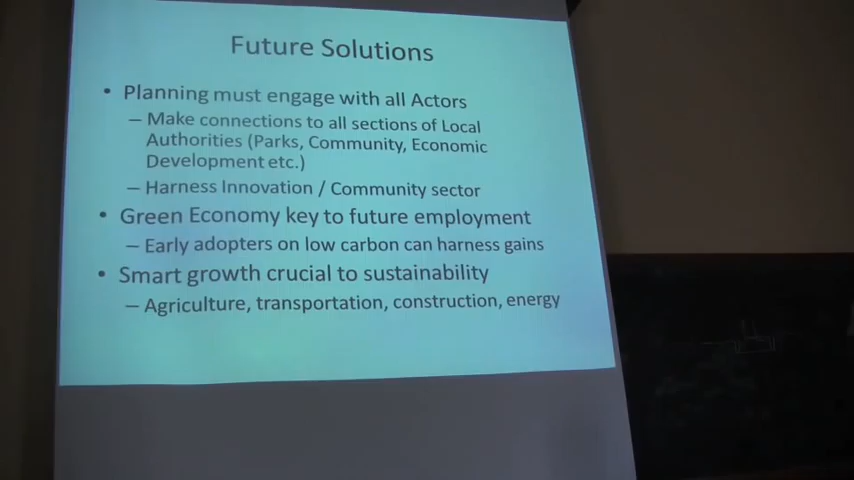 Future Solutions
• Planning must engage with all Actors
– Make connections to all sections of Local
Authorities (Parks, Community, Economic
Development etc.)
– Harness Innovation / Community sector
• Green Economy key to future employment
– Early adopters on low carbon can harness gains
• Smart growth crucial to sustainability
– Agriculture, transportation, construction, energy